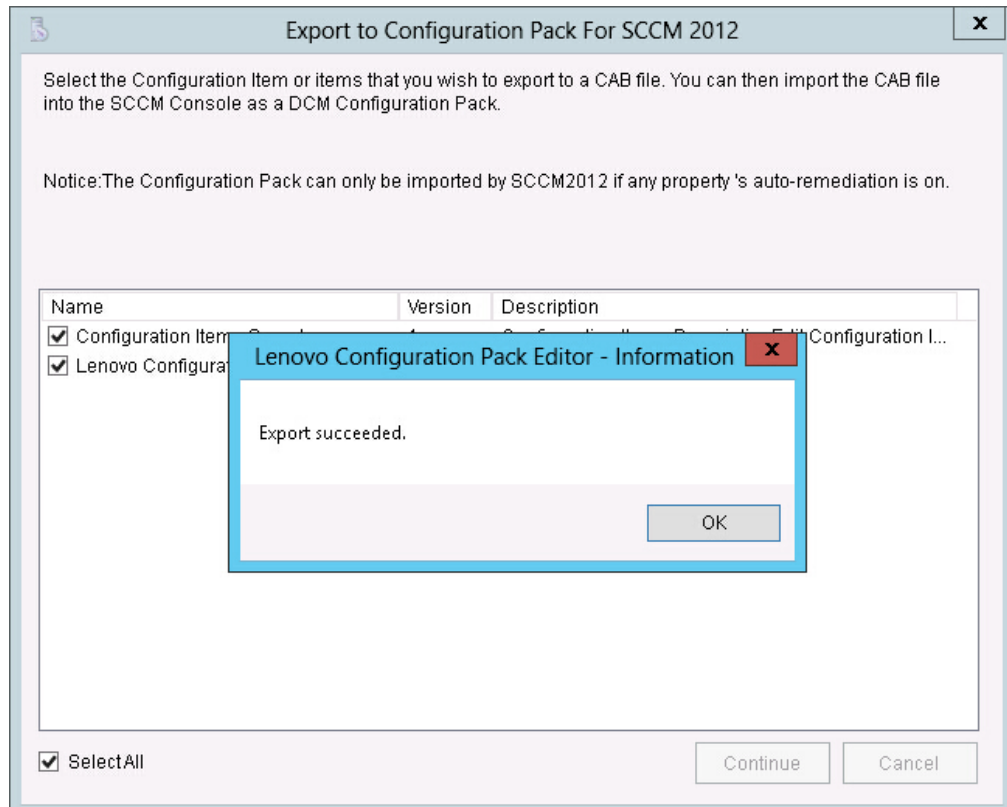 Export to Configuration Pack For SCCM 2012
x
Select the Configuration Item or items that you wish to export to a CAB file. You can then import the CAB file
into the SCCM Console as a DCM Configuration Pack.
Notice:The Configuration Pack can only be imported by SCCM2012 if any property 's auto-remediation is on.
Name Version Description
Configuration Item Configuration I...
Lenovo
Lenovo Configuration Pack Editor - Information x
Export succeeded.
OK
SelectAll
Continue Cancel